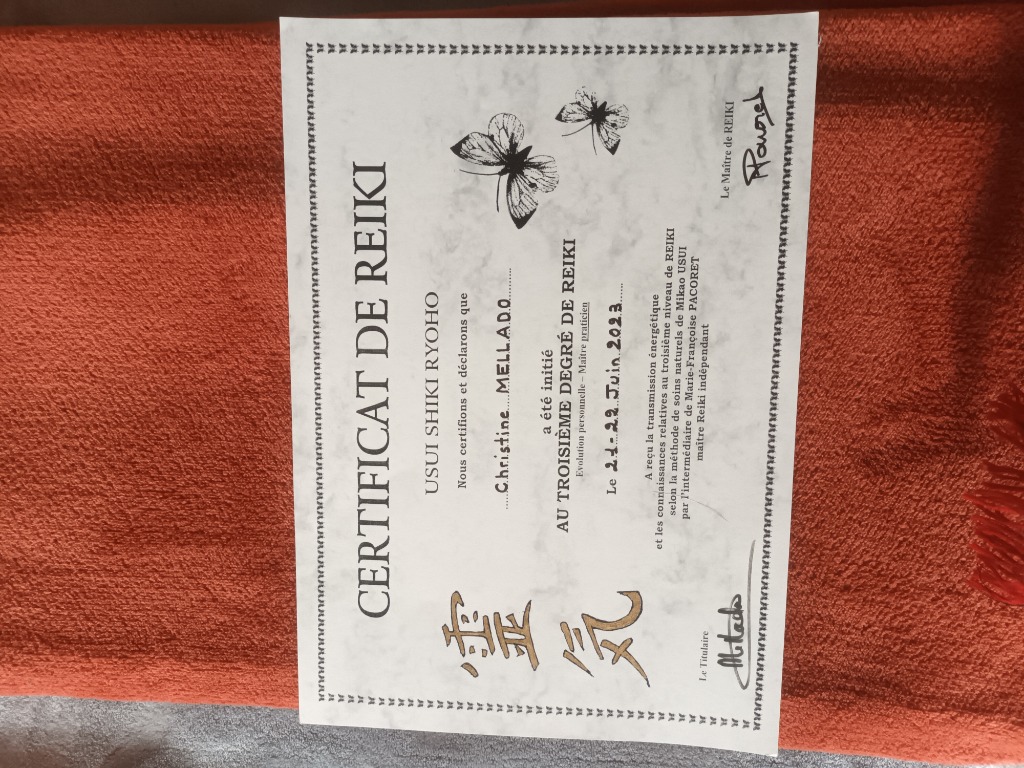 CERTIFICAT DE REIKI
USUI SHIKI RYOHO
Nous certifions et déclarons que
Christine MELLADO
a été initié
AU TROISIÈME DEGRÉ DE REIKI
Evolution personnelle – Maître praticien
Le 21-22 Juin 2023
A reçu la transmission énergétique
et les connaissances relatives au troisième niveau de REIKI
selon la méthode de soins naturels de Mikao USUI
par l'intermédiaire de Marie-Françoise PACORET
maître Reiki indépendant
靈
気
Le Titulaire
Le Maître de REIKI
Pacoret